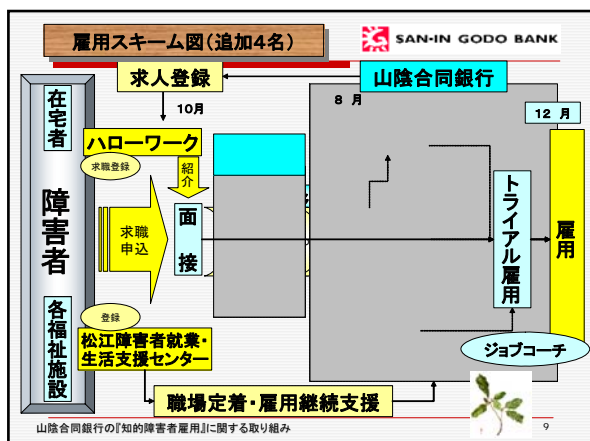 雇用スキーム図(追加4名)
SAN-IN GODO BANK
求人登録
山陰合同銀行
10月
8 月
12 月
在宅者
ハローワーク
求職登録
紹介
障害者
求職
申込
面接
トライアル雇用
雇用
各福祉施設
登録
松江障害者就業・
生活支援センター
ジョブコーチ
職場定着・雇用継続支援
山陰合同銀行の『知的障害者雇用』に関する取り組み
9